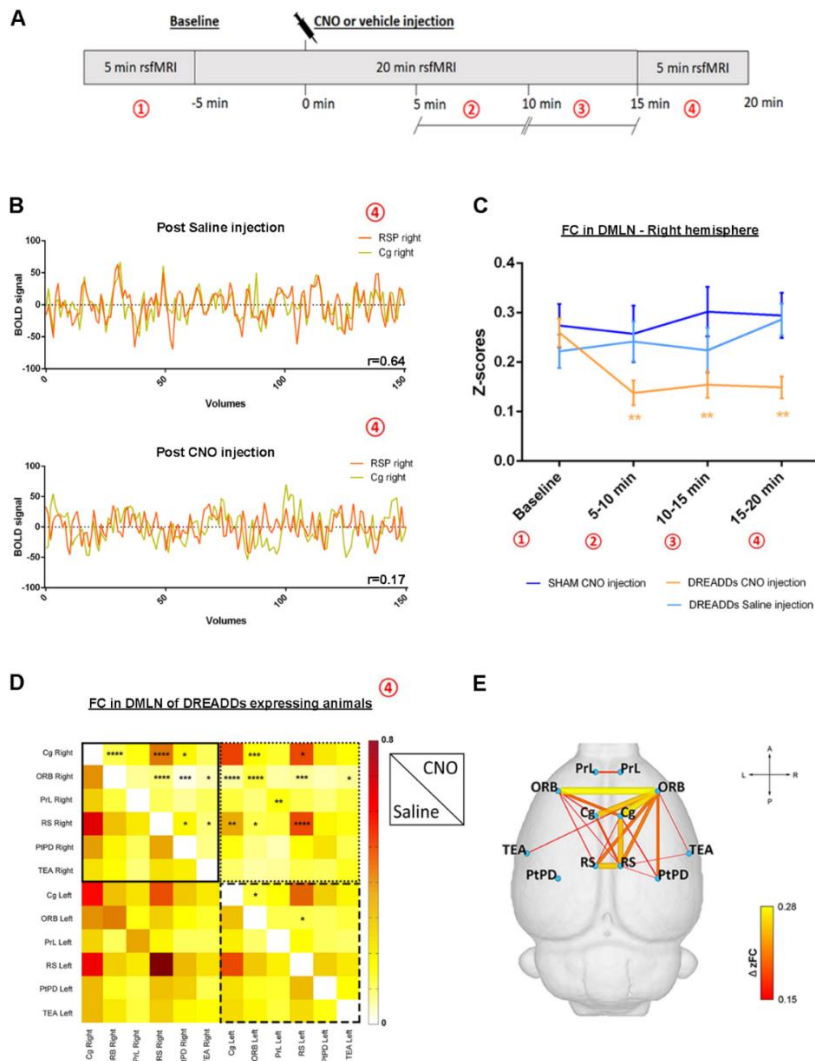 A
Baseline
CNO or vehicle injection
5 min rsfMRI
20 min rsfMRI
5 min rsfMRI
① -5 min 0 min 5 min ② 10 min ③ 15 min ④ 20 min
B
④
Post Saline injection
RSP right
Cg right
100
50
0
-50
-100
BOLD signal
r=0.64
0 50 100 150
Volumes
④
Post CNO injection
RSP right
Cg right
100
50
0
-50
-100
BOLD signal
r=0.17
0 50 100 150
Volumes
C
FC in DMLN - Right hemisphere
0.4
0.3
0.2
0.1
0.0
Z-scores
** ** **
Baseline 5-10 min 10-15 min 15-20 min
① ② ③ ④
SHAM CNO injection
DREADDs CNO injection
DREADDs Saline injection
D
④
FC in DMLN of DREADDs expressing animals
0.8
0
CNO
Saline
Cg Right **** **** * *** *
ORB Right **** *** * **** **** *** *
PrL Right **
RS Right * * ** * ****
PtPD Right
TEA Right
Cg Left *
ORB Left *
PrL Left
RS Left
PtPD Left
TEA Left
Cg Right ORB Right PrL Right RS Right PtPD Right TEA Right Cg Left ORB Left PrL Left RS Left PtPD Left TEA Left
E
A
L R
P
PrL PrL
ORB ORB
Cg Cg
TEA TEA
RS RS
PtPD PtPD
0.28
0.15
Δ zFC